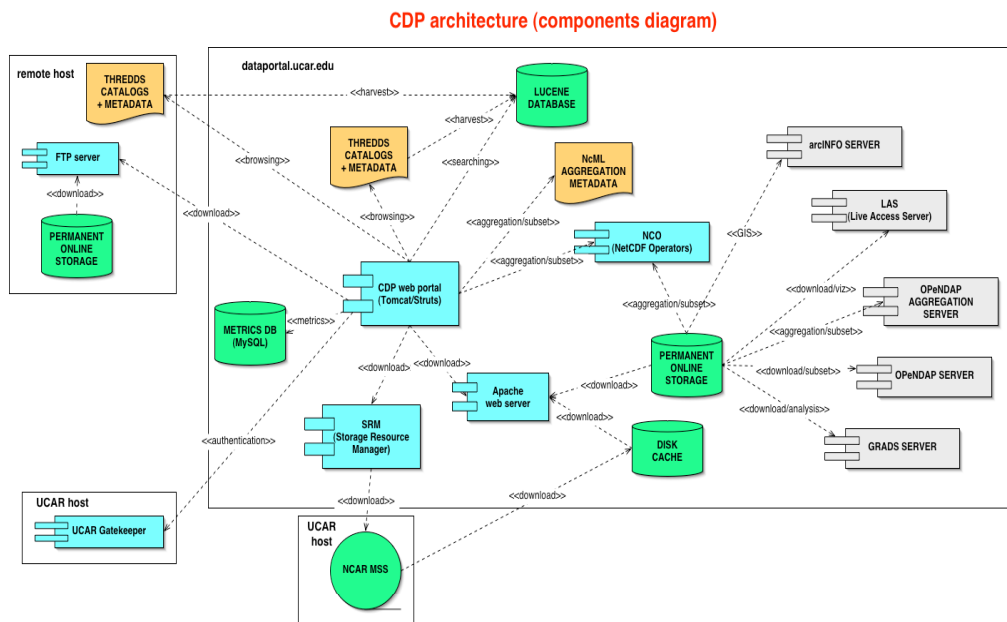 CDP architecture (components diagram)
remote host
THREDDS
CATALOGS
+ METADATA
FTP server
<<download>>
PERMANENT
ONLINE
STORAGE
dataportal.ucar.edu
<<harvest>>
LUCENE
DATABASE
<<harvest>>
THREDDS
CATALOGS
+ METADATA
<<browsing>>
<<searching>>
NcML
AGGREGATION
METADATA
arcINFO SERVER
<<download>>
<<browsing>>
<<aggregation/subset>>
NCO
(NetCDF Operators)
<<GIS>>
LAS
(Live Access Server)
<<aggregation/subset>>
CDP web portal
(Tomcat/Struts)
<<download/viz>>
OPeNDAP
AGGREGATION
SERVER
<<aggregation/subset>>
METRICS DB
(MySQL)
<<metrics>>
<<aggregation/subset>>
PERMANENT
ONLINE
STORAGE
<<download>>
<<download>>
<<download/subset>>
OPeNDAP SERVER
Apache
web server
<<download>>
<<download>>
<<download/analysis>>
GRADS SERVER
SRM
(Storage Resource
Manager)
<<authentication>>
DISK
CACHE
<<download>>
<<download>>
UCAR host
UCAR Gatekeeper
UCAR
host
NCAR MSS